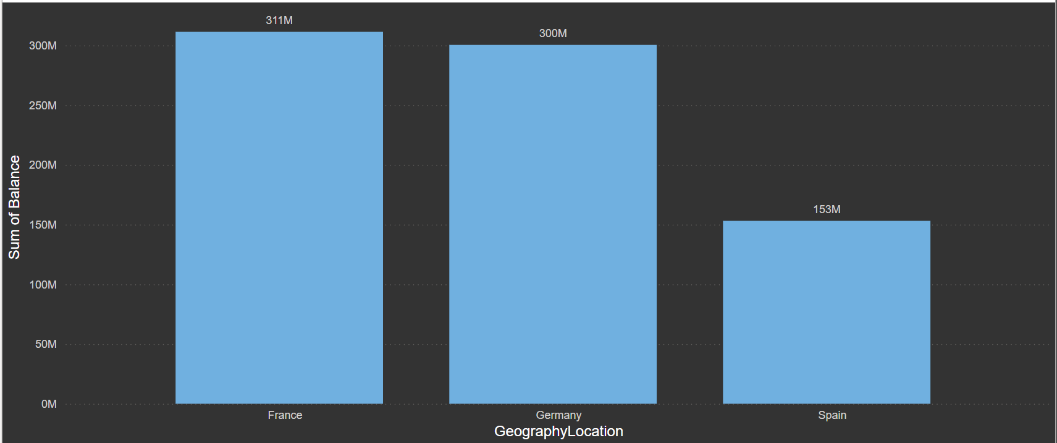 311M
300M
300M
250M
200M
153M
150M
100M
50M
0M
Sum of Balance
France Germany Spain
GeographyLocation